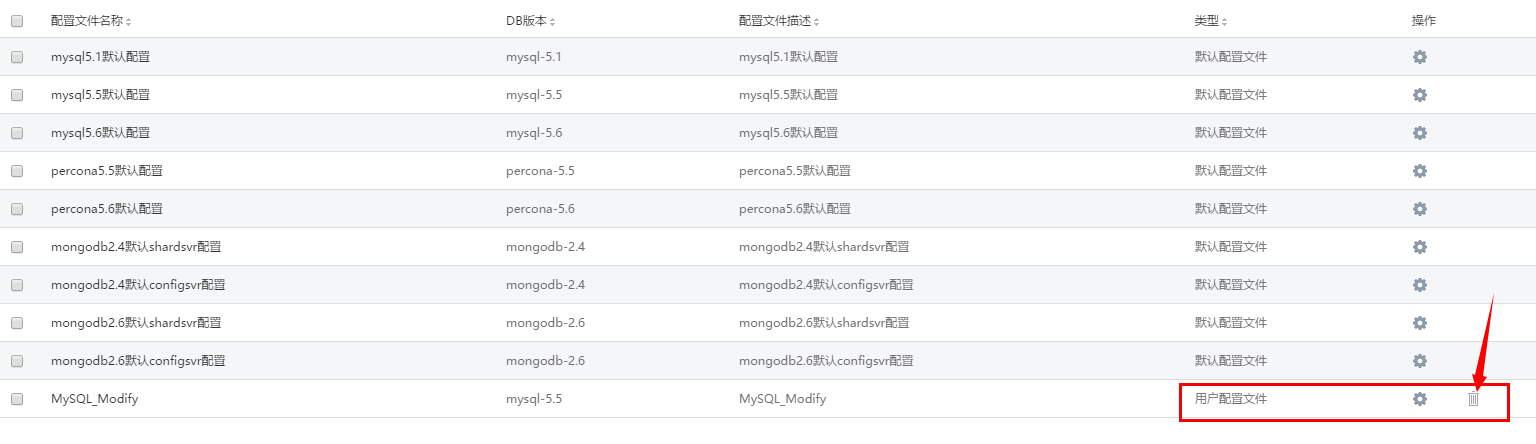 配置文件名称 DB版本 配置文件描述 类型 操作
mysql5.1默认配置 mysql-5.1 mysql5.1默认配置 默认配置文件
mysql5.5默认配置 mysql-5.5 mysql5.5默认配置 默认配置文件
mysql5.6默认配置 mysql-5.6 mysql5.6默认配置 默认配置文件
percona5.5默认配置 percona-5.5 percona5.5默认配置 默认配置文件
percona5.6默认配置 percona-5.6 percona5.6默认配置 默认配置文件
mongodb2.4默认shardsvr配置 mongodb-2.4 mongodb2.4默认shardsvr配置 默认配置文件
mongodb2.4默认configsvr配置 mongodb-2.4 mongodb2.4默认configsvr配置 默认配置文件
mongodb2.6默认shardsvr配置 mongodb-2.6 mongodb2.6默认shardsvr配置 默认配置文件
mongodb2.6默认configsvr配置 mongodb-2.6 mongodb2.6默认configsvr配置 默认配置文件
MySQL_Modify mysql-5.5 MySQL_Modify 用户配置文件